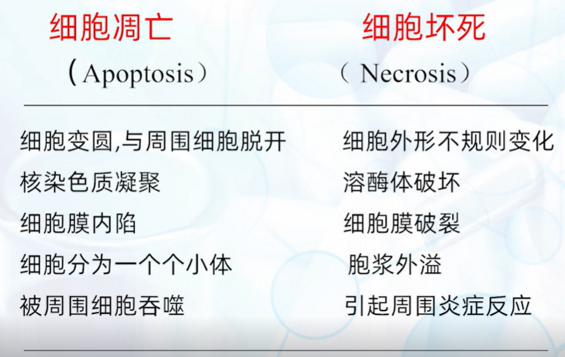 细胞凋亡 细胞坏死
（Apoptosis） （ Necrosis）
细胞变圆,与周围细胞脱开 细胞外形不规则变化
核染色质凝聚 溶酶体破坏
细胞膜内陷 细胞膜破裂
细胞分为一个个小体 胞浆外溢
被周围细胞吞噬 引起周围炎症反应